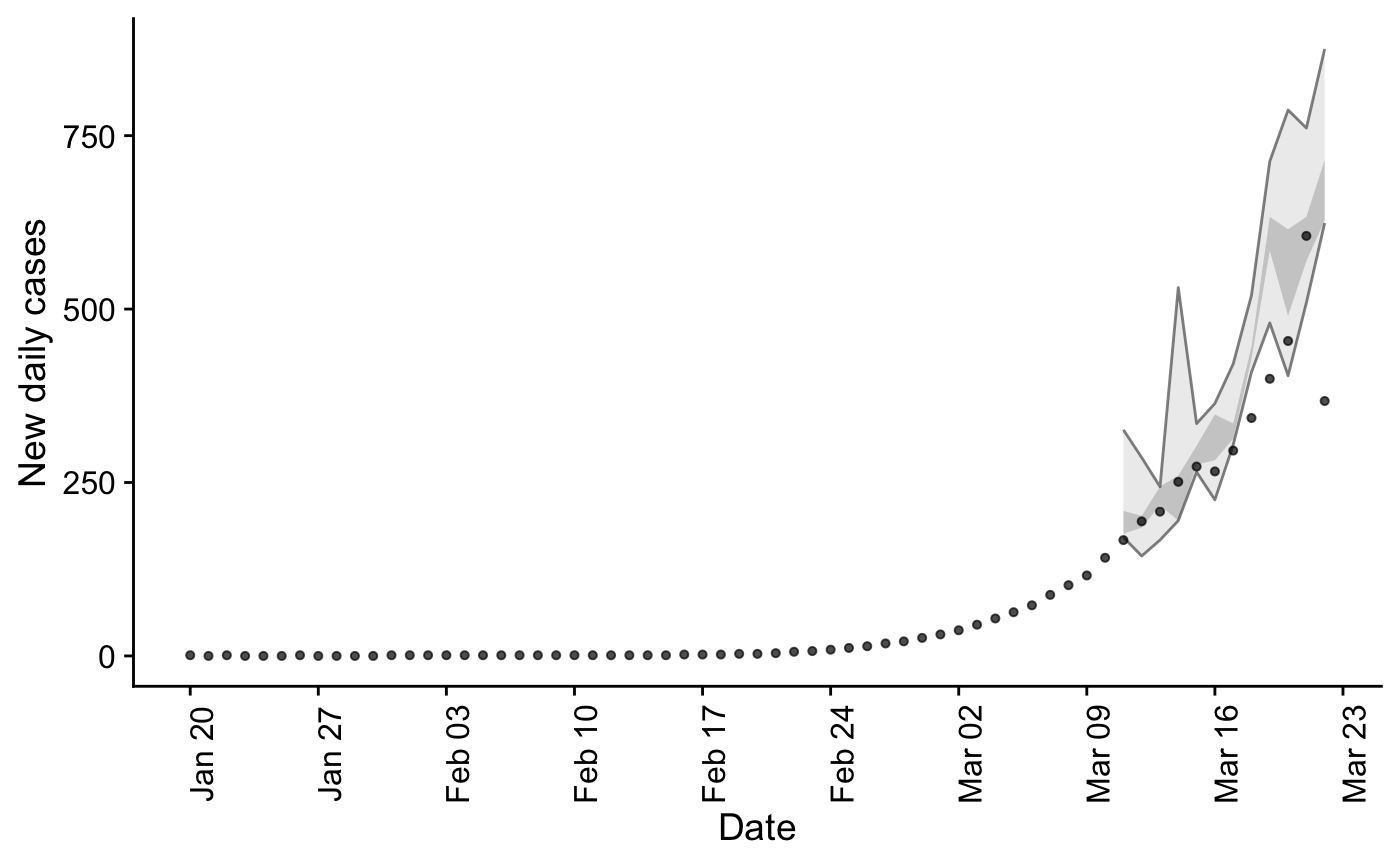 New daily cases
750
500
250
0
Jan 20
Jan 27
Feb 03
Feb 10
Feb 17
Feb 24
Mar 02
Mar 09
Mar 16
Mar 23
Date